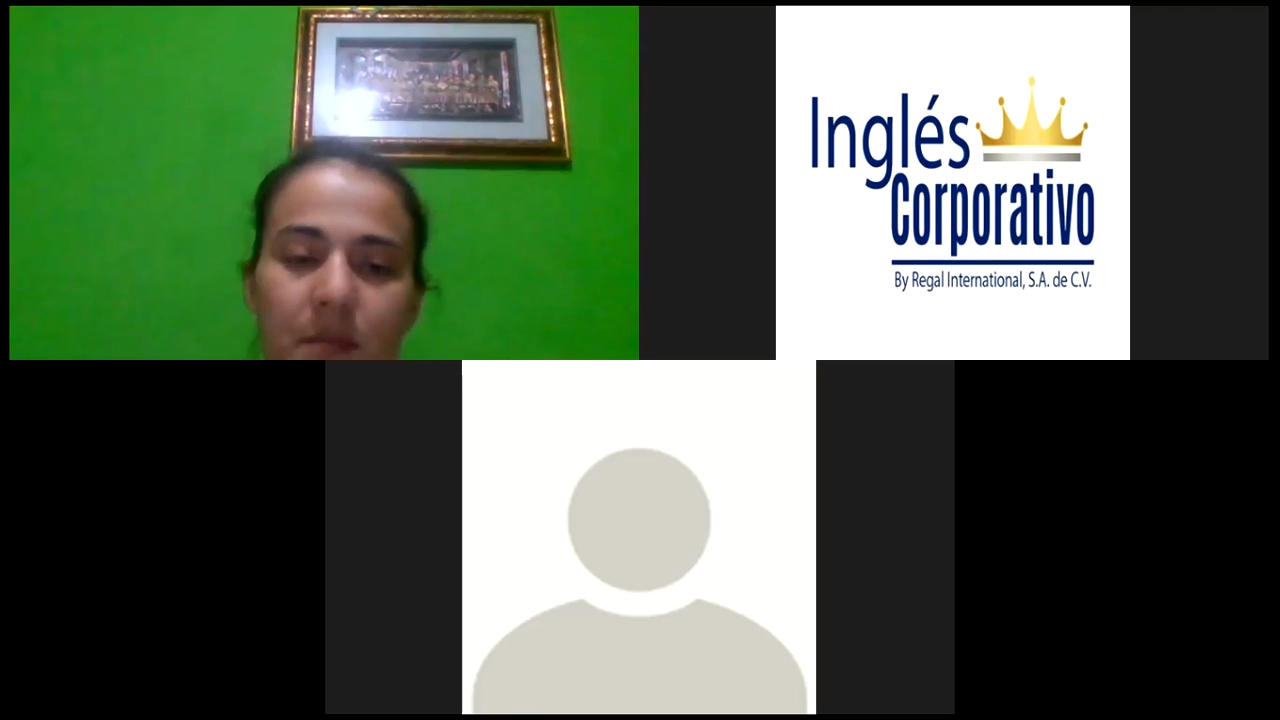 Inglés
Corporativo
By Regal International, S.A. de C.V.